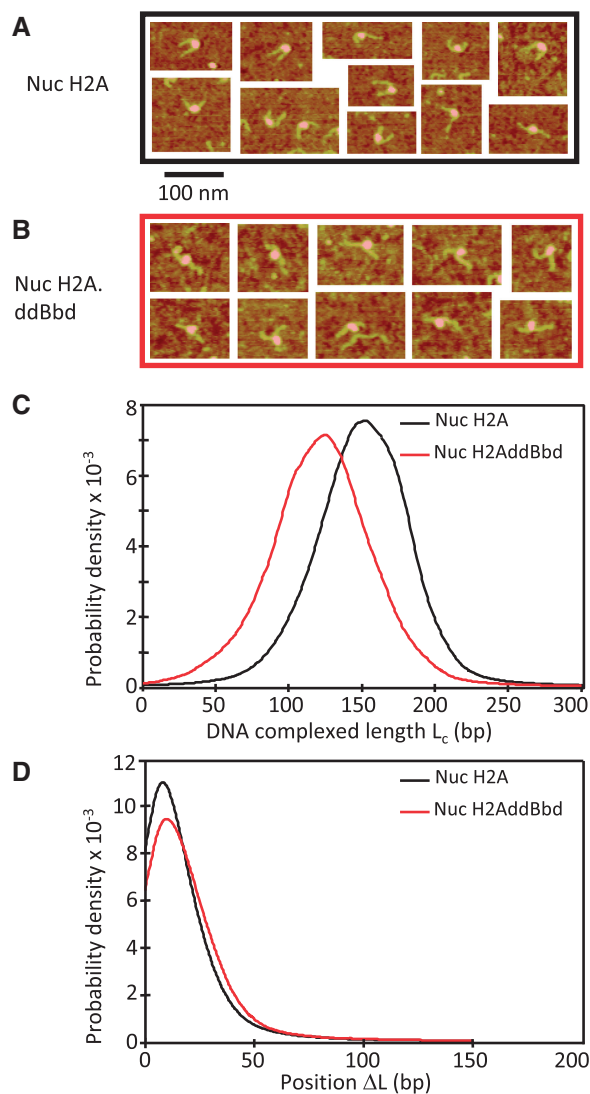 A
Nuc H2A
100 nm
B
Nuc H2A.
ddBbd
C
8
6
4
2
0
Probability density x 10⁻³
Nuc H2A
Nuc H2AddBbd
0 50 100 150 200 250 300
DNA complexed length Lc (bp)
D
12
10
8
6
4
2
0
Probability density x 10⁻³
Nuc H2A
Nuc H2AddBbd
0 50 100 150 200
Position ΔL (bp)